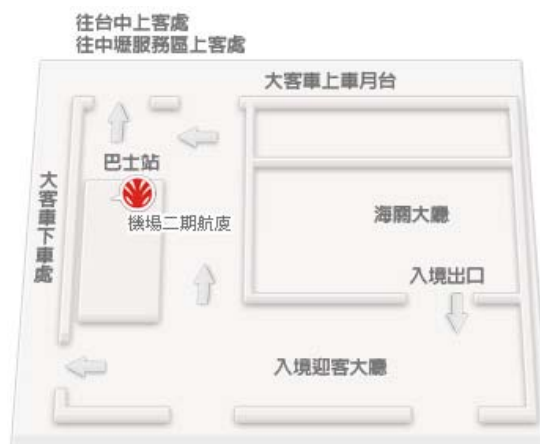 往台中上客處
往中壢服務區上客處
大客車上車月台
巴士站
機場二期航廈
大客車下車處
海關大廳
入境出口
入境迎客大廳